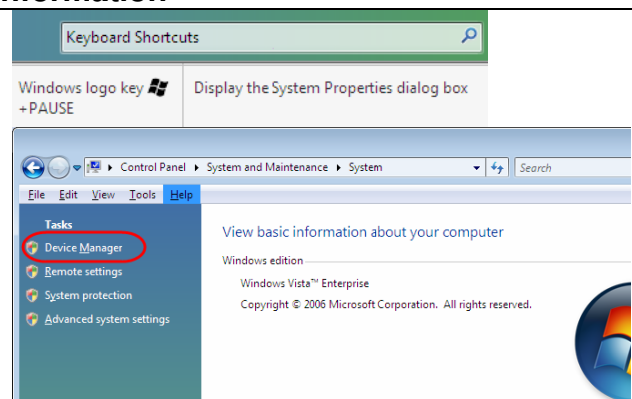 Keyboard Shortcuts
Windows logo key
+PAUSE
Display the System Properties dialog box
Control Panel
System and Maintenance
System
Search
File Edit View Tools Help
Tasks
Device Manager
Remote settings
System protection
Advanced system settings
View basic information about your computer
Windows edition
Windows Vista™ Enterprise
Copyright © 2006 Microsoft Corporation. All rights reserved.